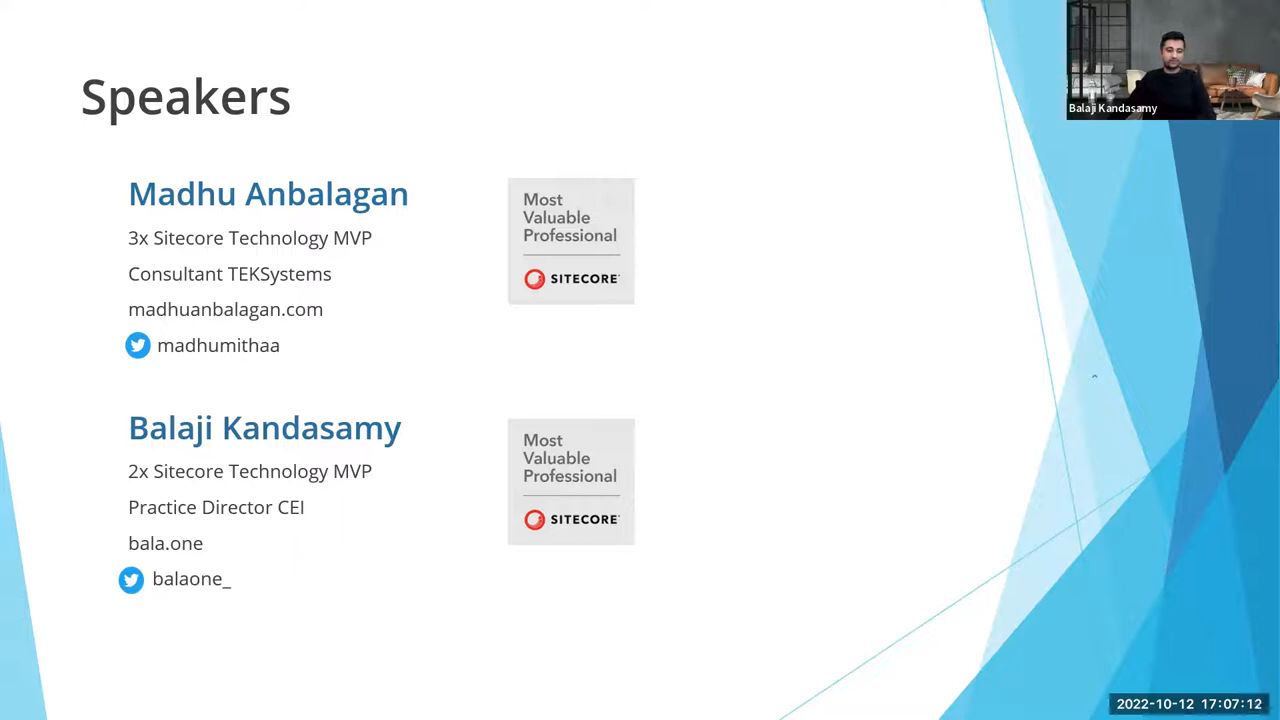 Speakers
Madhu Anbalagan
3x Sitecore Technology MVP
Consultant TEKSystems
madhuanbalagan.com
madhumithaa
Most
Valuable
Professional
SITECORE
Balaji Kandasamy
2x Sitecore Technology MVP
Practice Director CEI
bala.one
balaone_
Most
Valuable
Professional
SITECORE
Balaji Kandasamy
2022-10-12 17:07:12